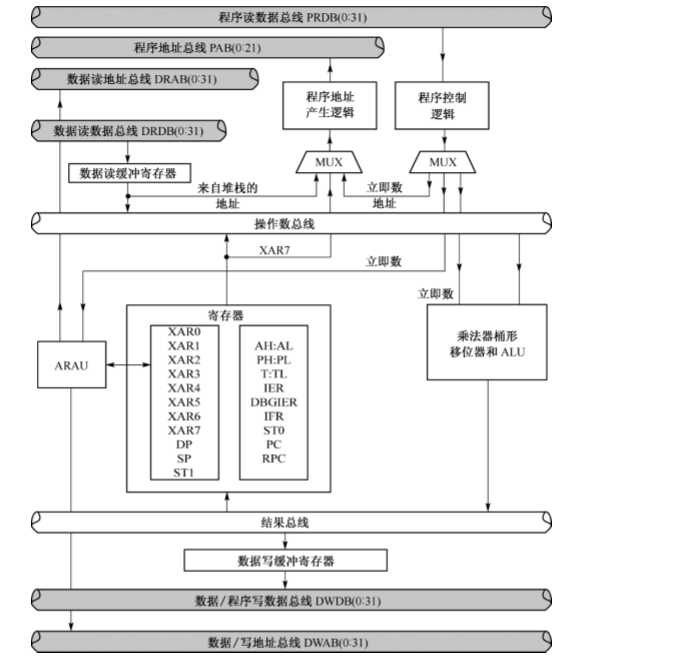 程序读数据总线 PRDB(0:31)
程序地址总线 PAB(0:21)
数据读地址总线 DRAB(0:31)
程序地址
产生逻辑
程序控制
逻辑
数据读数据总线 DRDB(0:31)
MUX
MUX
数据读缓冲寄存器
来自堆栈的
地址
立即数
地址
操作数总线
XAR7
立即数
立即数
寄存器
XAR0
XAR1
XAR2
XAR3
XAR4
XAR5
XAR6
XAR7
DP
SP
ST1
AH:AL
PH:PL
T:TL
IER
DBGIER
IFR
ST0
PC
RPC
ARAU
乘法器桶形
移位器和 ALU
结果总线
数据写缓冲寄存器
数据/程序写数据总线 DWDB(0:31)
数据/写地址总线 DWAB(0:31)